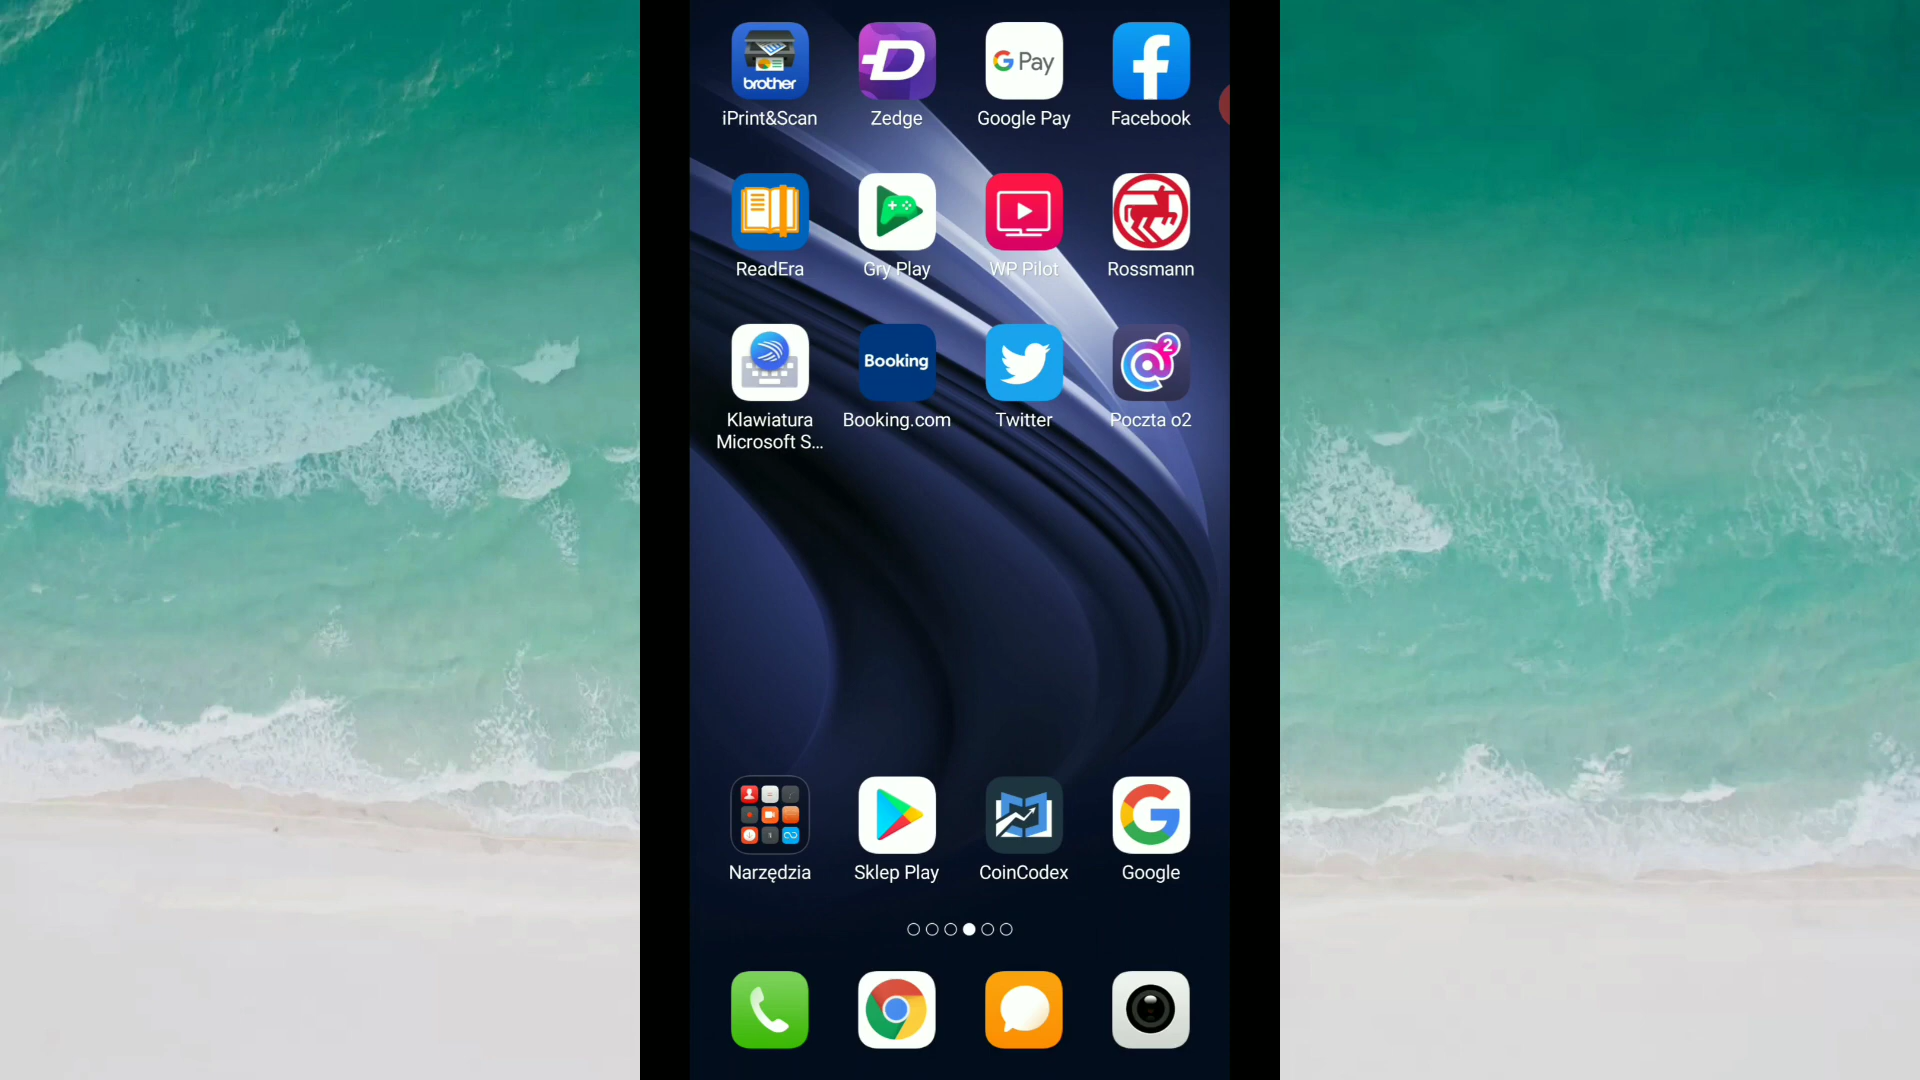 brother
D
G Pay
f
iPrint&Scan
Zedge
Google Pay
Facebook
ReadEra
Gry Play
WP Pilot
Rossmann
Booking
@2
Klawiatura
Microsoft S...
Booking.com
Twitter
Poczta o2
G
Narzędzia
Sklep Play
CoinCodex
Google